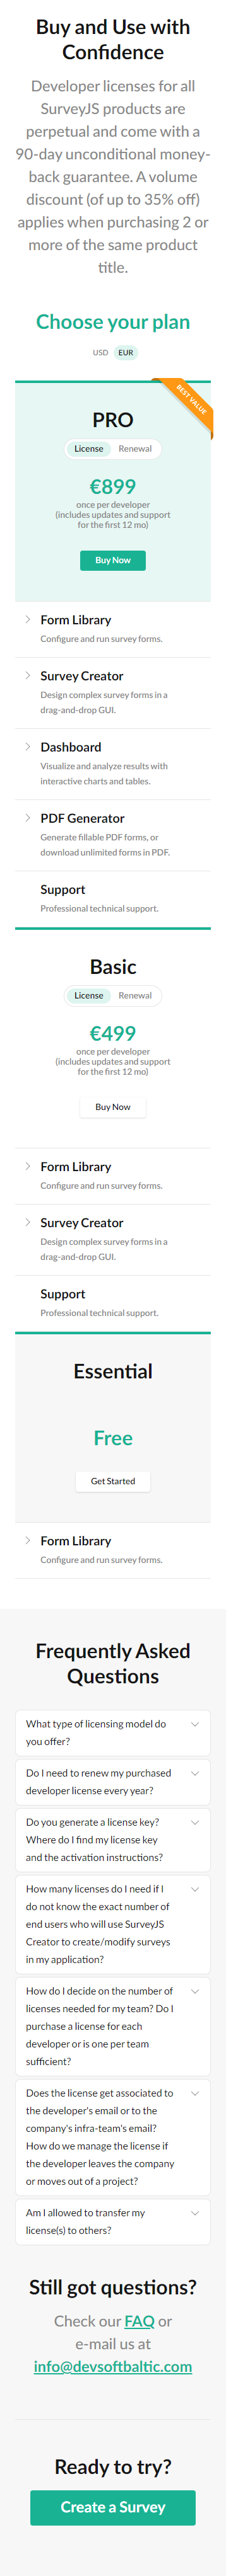 Buy and Use with
Confidence
Developer licenses for all
SurveyJS products are
perpetual and come with a
90-day unconditional money-
back guarantee. A volume
discount (of up to 35% off)
applies when purchasing 2 or
more of the same product
title.
Choose your plan
USD EUR
BEST VALUE
PRO
License Renewal
€899
once per developer
(includes updates and support
for the first 12 mo)
Buy Now
Form Library
Configure and run survey forms.
Survey Creator
Design complex survey forms in a
drag-and-drop GUI.
Dashboard
Visualize and analyze results with
interactive charts and tables.
PDF Generator
Generate fillable PDF forms, or
download unlimited forms in PDF.
Support
Professional technical support.
Basic
License Renewal
€499
once per developer
(includes updates and support
for the first 12 mo)
Buy Now
Form Library
Configure and run survey forms.
Survey Creator
Design complex survey forms in a
drag-and-drop GUI.
Support
Professional technical support.
Essential
Free
Get Started
Form Library
Configure and run survey forms.
Frequently Asked
Questions
What type of licensing model do
you offer?
Do I need to renew my purchased
developer license every year?
Do you generate a license key?
Where do I find my license key
and the activation instructions?
How many licenses do I need if I
do not know the exact number of
end users who will use SurveyJS
Creator to create/modify surveys
in my application?
How do I decide on the number of
licenses needed for my team? Do I
purchase a license for each
developer or is one per team
sufficient?
Does the license get associated to
the developer's email or to the
company's infra-team's email?
How do we manage the license if
the developer leaves the company
or moves out of a project?
Am I allowed to transfer my
license(s) to others?
Still got questions?
Check our FAQ or
e-mail us at
info@devsoftbaltic.com
Ready to try?
Create a Survey